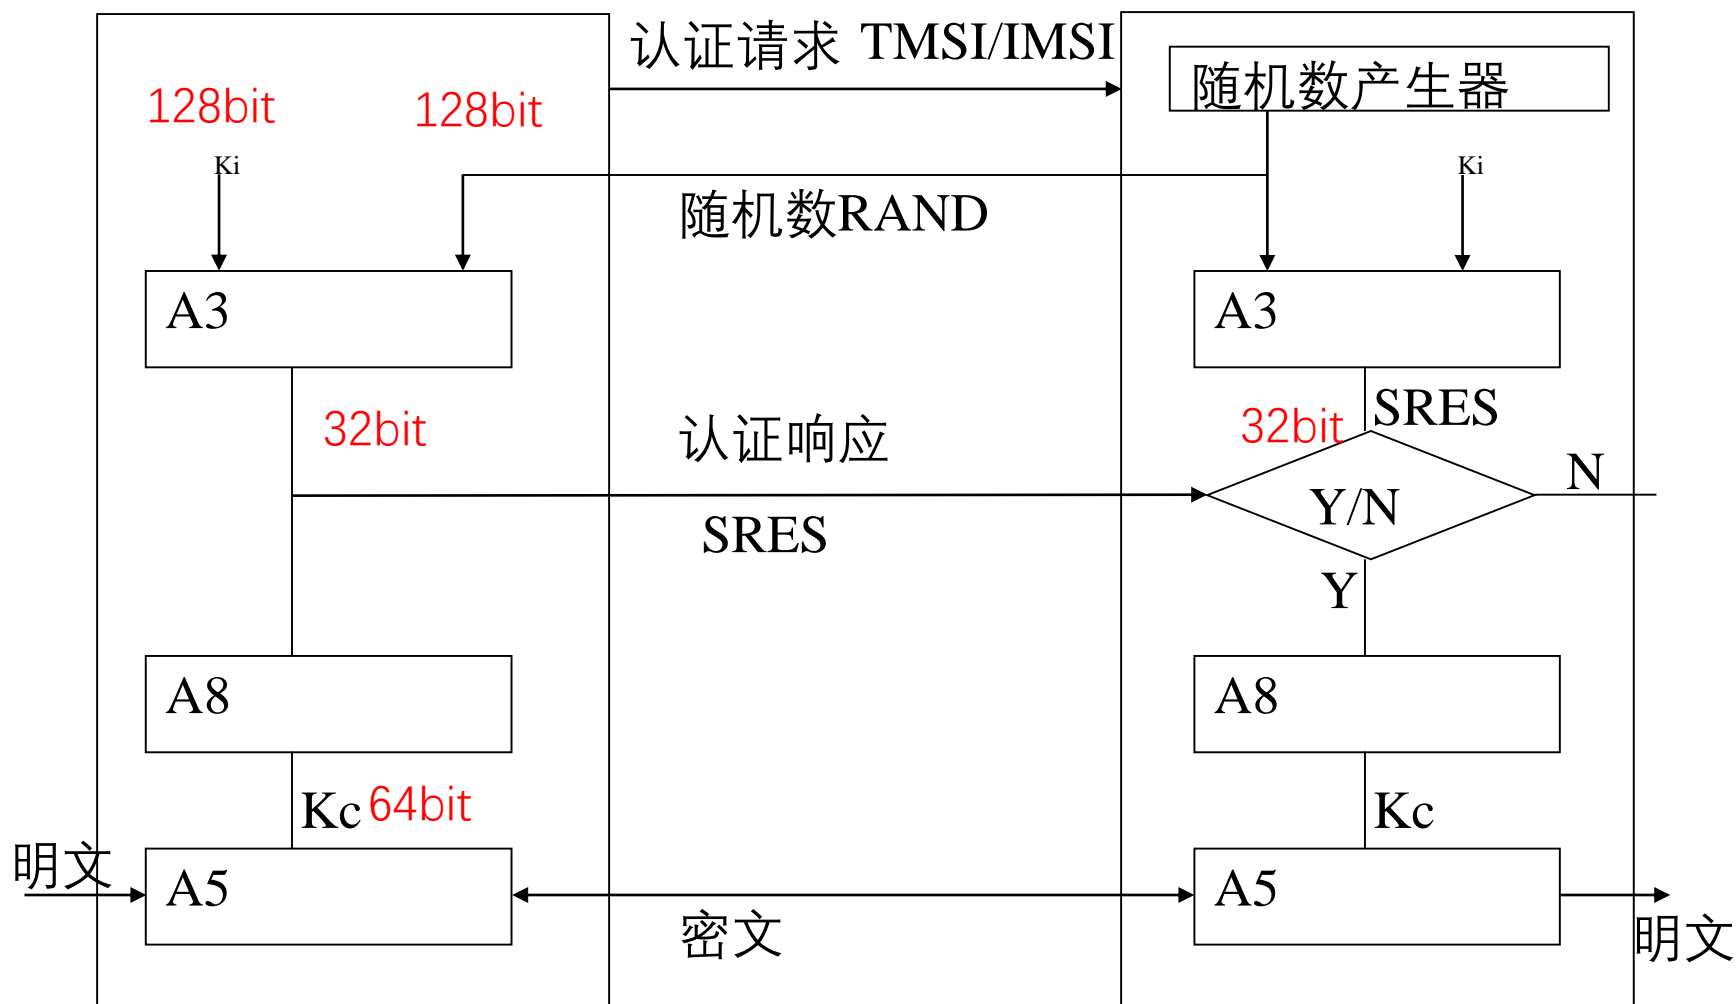 认证请求 TMSI/IMSI
随机数产生器
128bit
128bit
Ki
Ki
随机数RAND
A3
A3
SRES
32bit
认证响应
32bit
N
Y/N
SRES
Y
A8
A8
Kc
64bit
Kc
明文
A5
A5
密文
明文